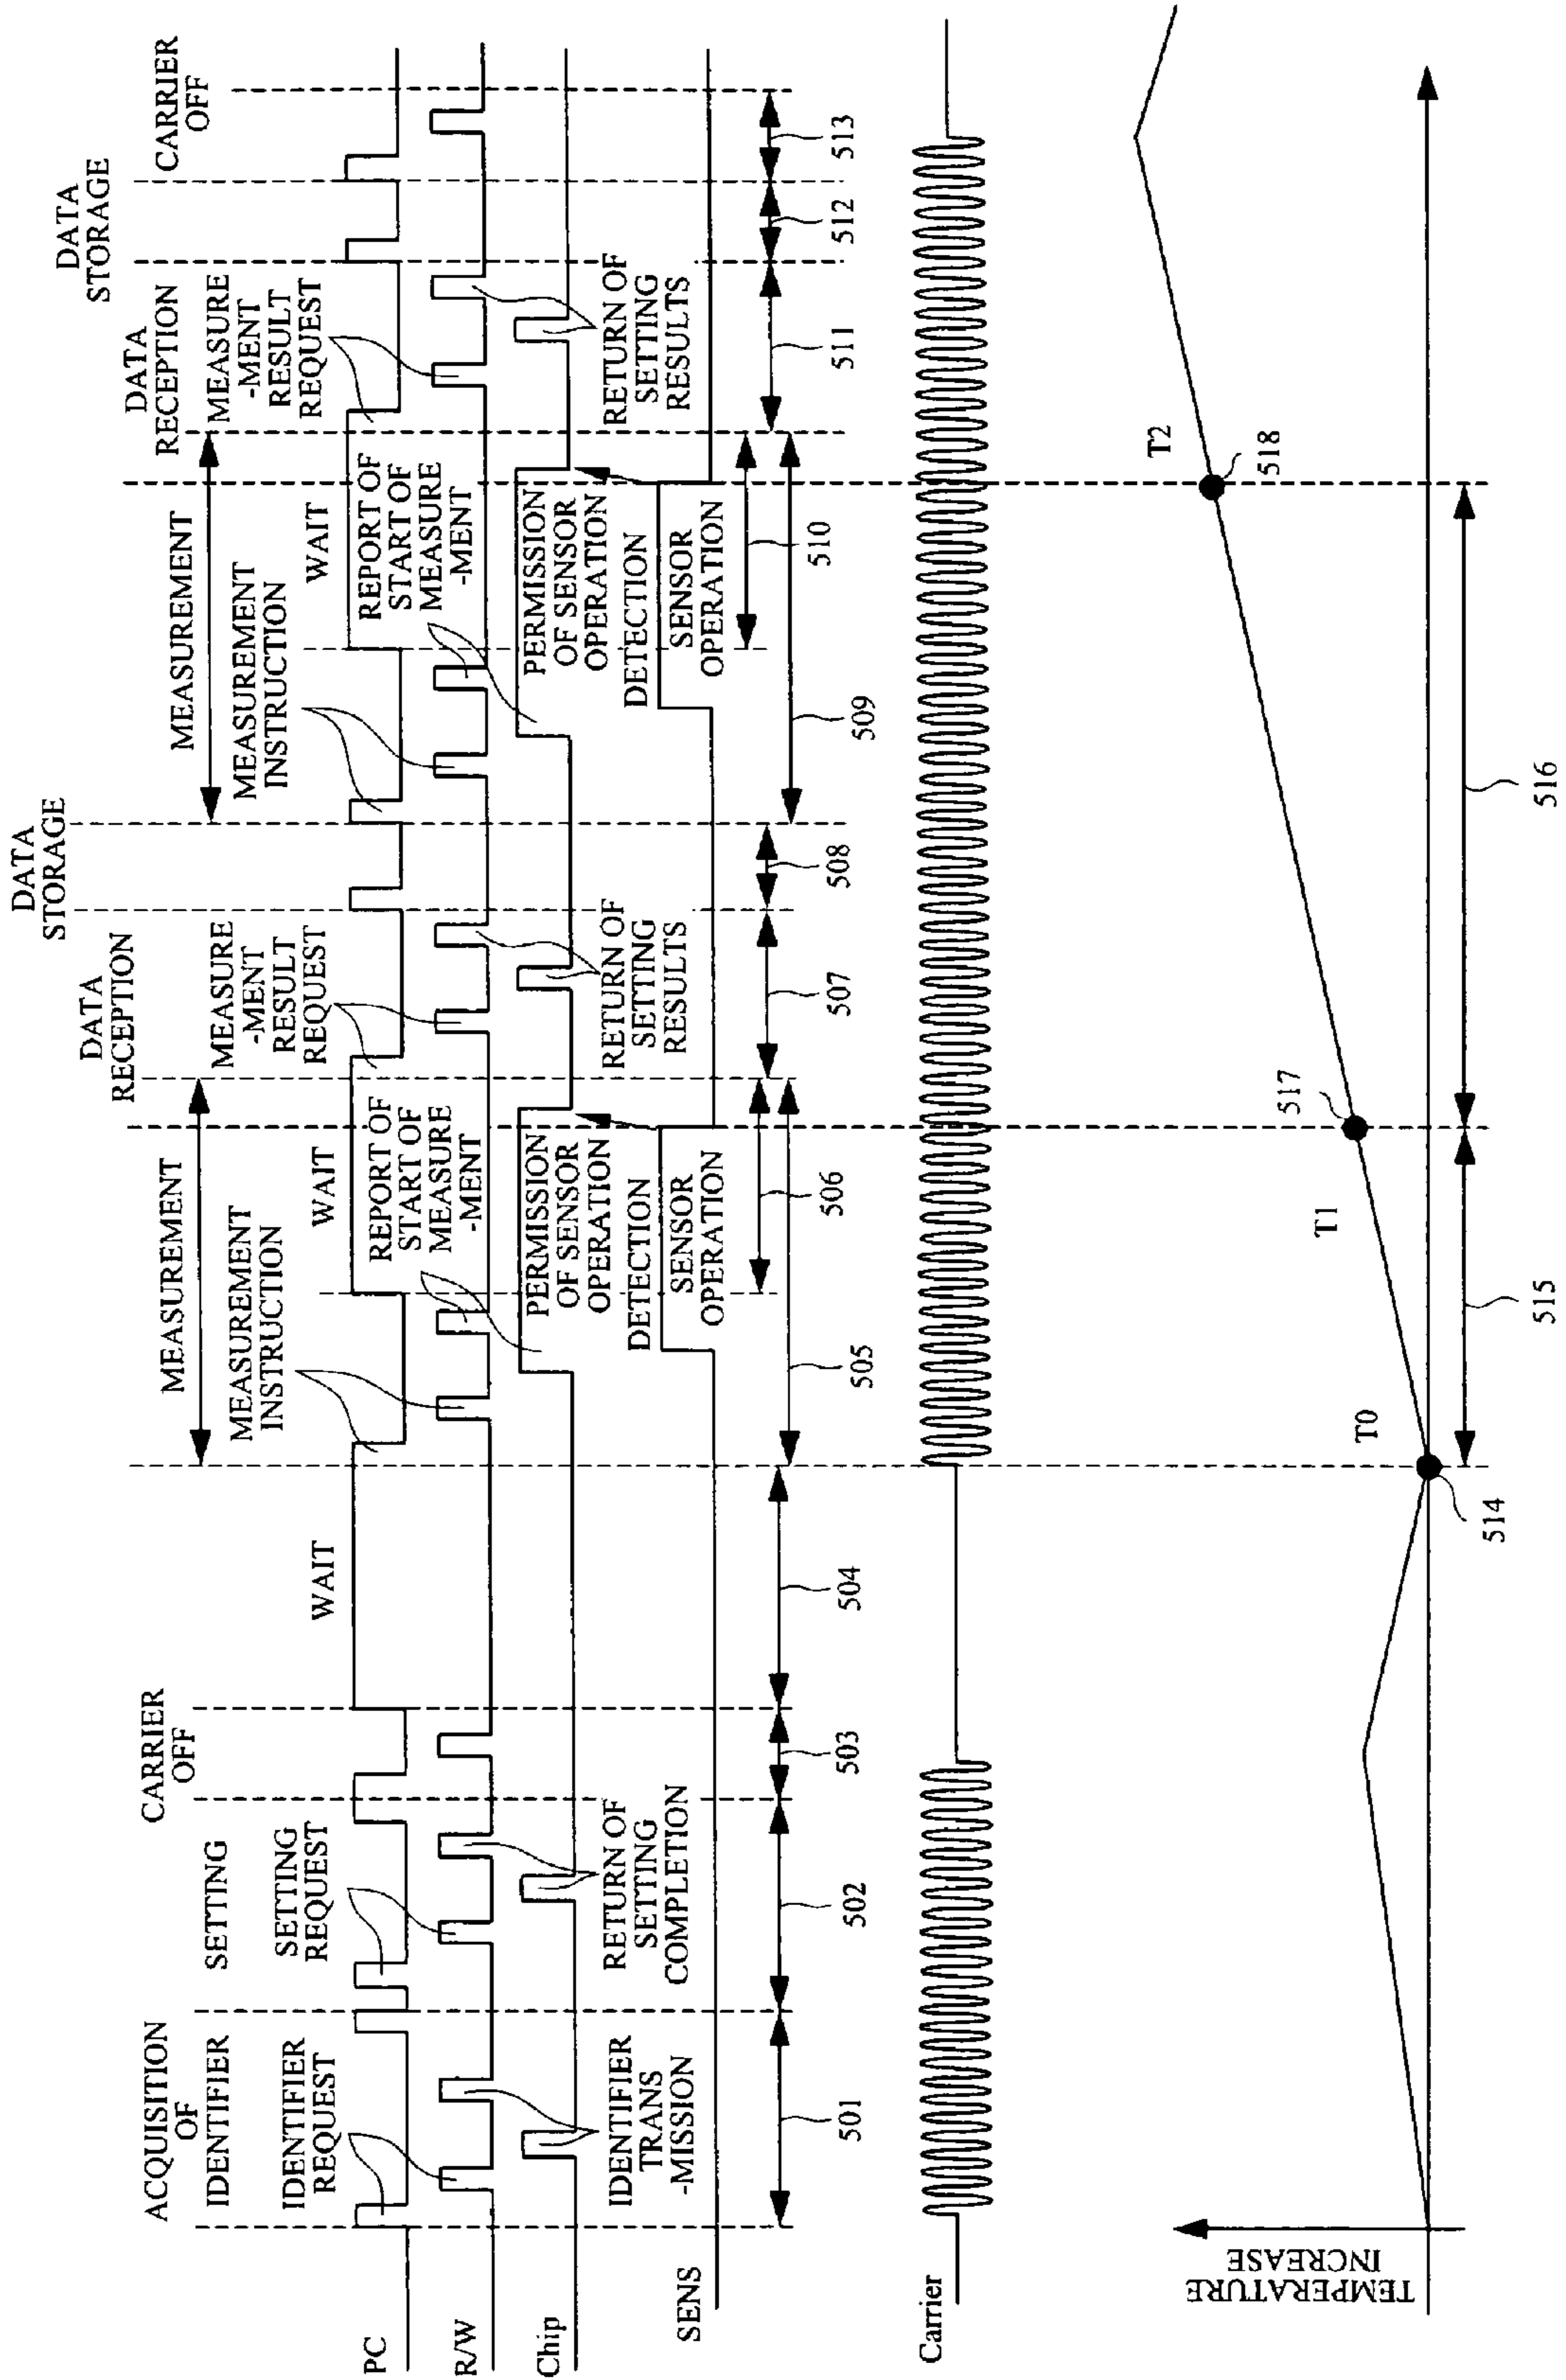 ACQUISITION
OF
IDENTIFIER
IDENTIFIER
REQUEST
IDENTIFIER
TRANS
-MISSION
SETTING
SETTING
REQUEST
RETURN OF
SETTING
COMPLETION
CARRIER
OFF
WAIT
MEASUREMENT
MEASUREMENT
INSTRUCTION
WAIT
REPORT OF
START OF
MEASURE
-MENT
PERMISSION
OF SENSOR
OPERATION
DETECTION
SENSOR
OPERATION
DATA
RECEPTION
MEASURE
-MENT
RESULT
REQUEST
RETURN OF
SETTING
RESULTS
DATA
STORAGE
MEASUREMENT
MEASUREMENT
INSTRUCTION
WAIT
REPORT OF
START OF
MEASURE
-MENT
PERMISSION
OF SENSOR
OPERATION
DETECTION
SENSOR
OPERATION
DATA
RECEPTION
MEASURE
-MENT
RESULT
REQUEST
RETURN OF
SETTING
RESULTS
DATA
STORAGE
CARRIER
OFF
PC
R/W
Chip
SENS
501
502
503
504
505
506
507
508
509
510
511
512
513
Carrier
TEMPERATURE
INCREASE
T0
514
T1
517
T2
518
515
516